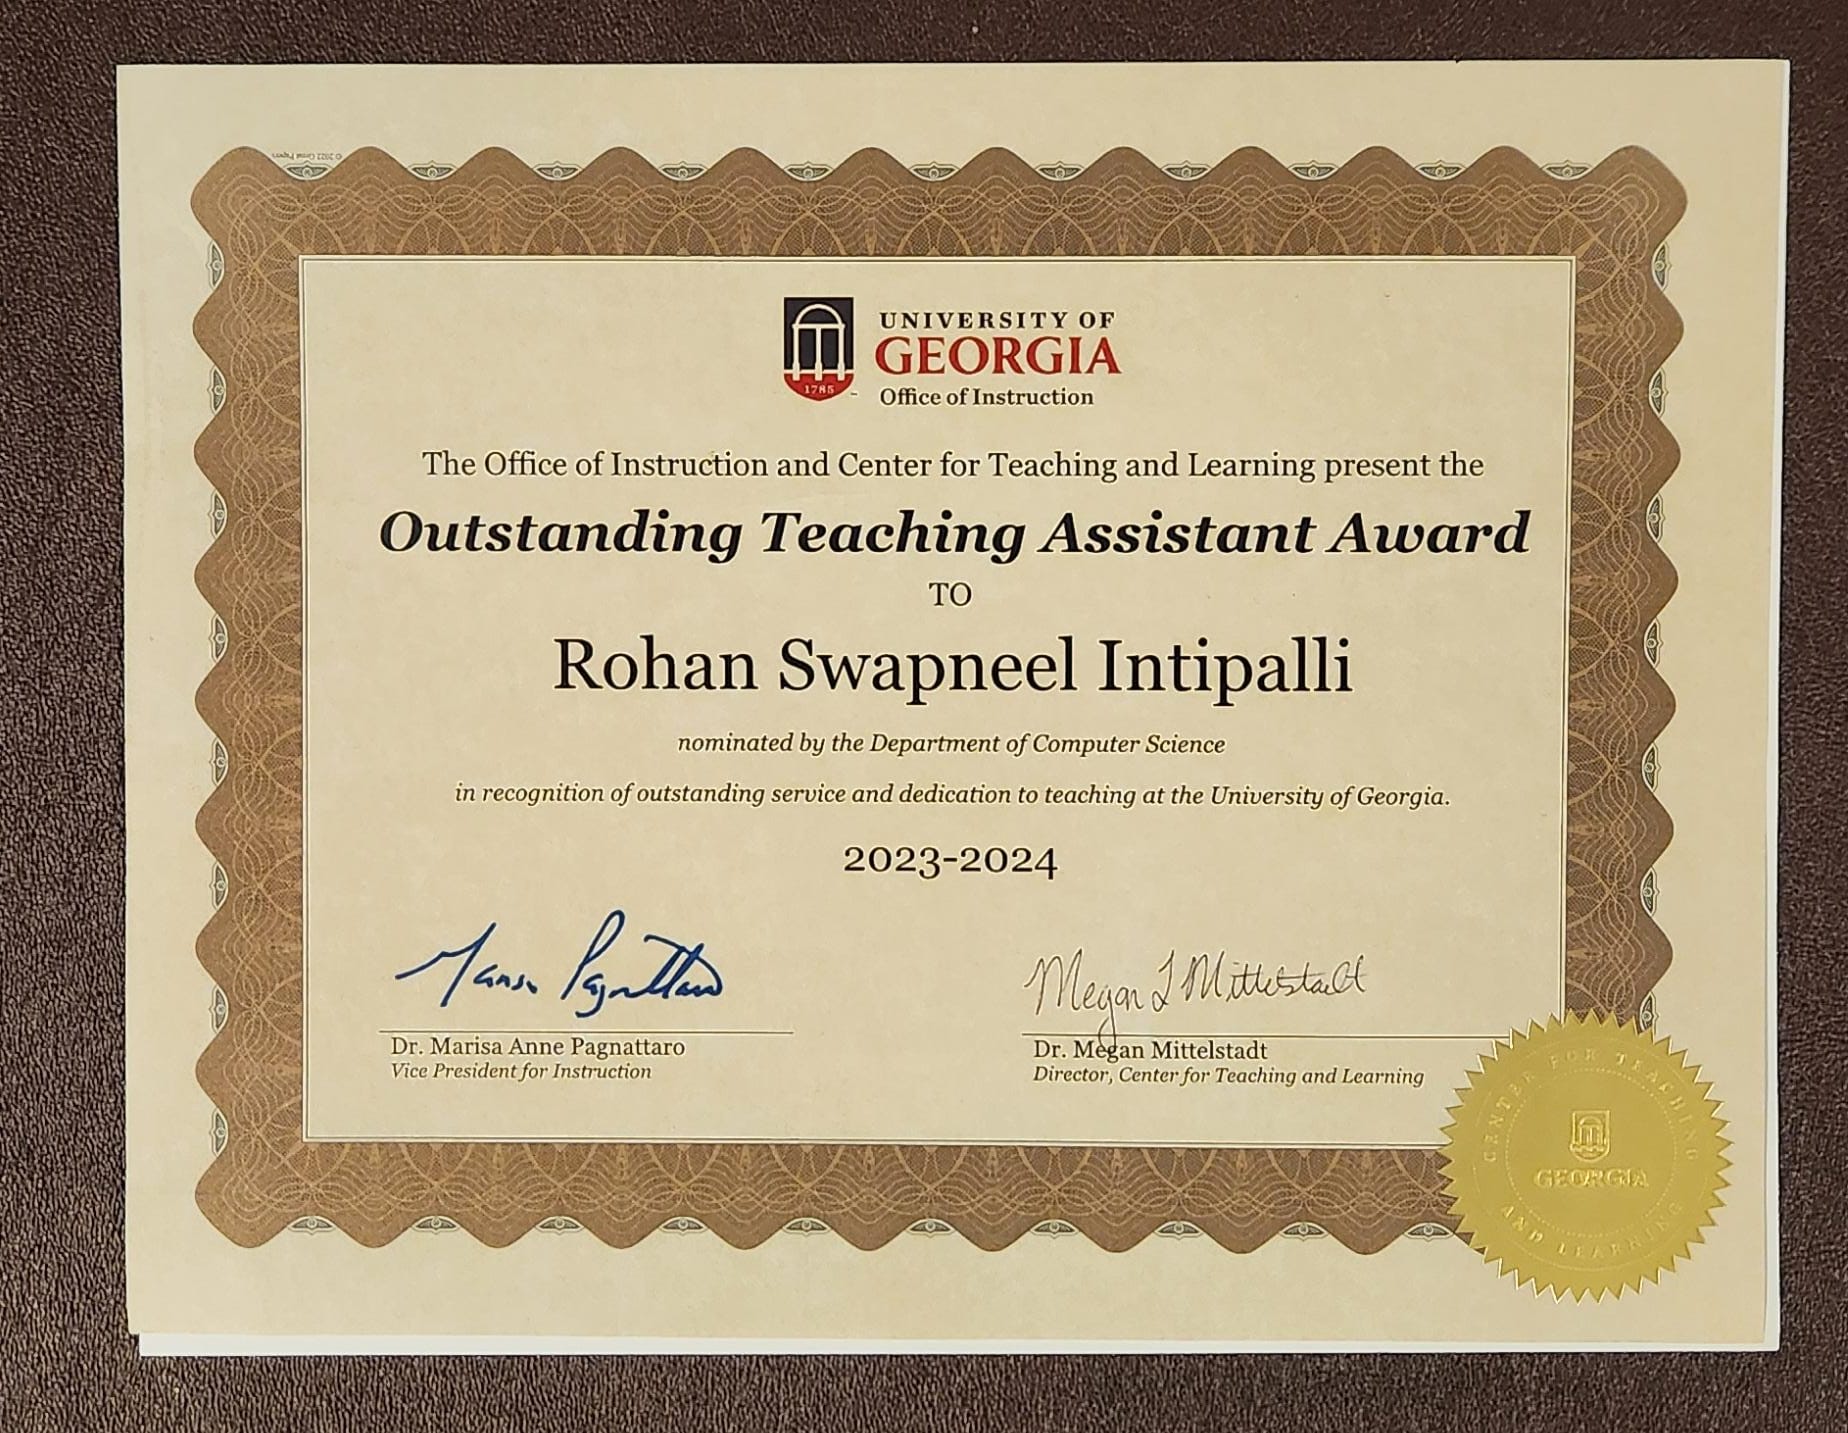 © 2022 Great Papers
UNIVERSITY OF
GEORGIA
1785
Office of Instruction
The Office of Instruction and Center for Teaching and Learning present the
Outstanding Teaching Assistant Award
TO
Rohan Swapneel Intipalli
nominated by the Department of Computer Science
in recognition of outstanding service and dedication to teaching at the University of Georgia.
2023-2024
Marisa Pagnattaro
Megan L Mittelstadt
Dr. Marisa Anne Pagnattaro
Vice President for Instruction
Dr. Megan Mittelstadt
Director, Center for Teaching and Learning
CENTER FOR TEACHING
GEORGIA
AND LEARNING